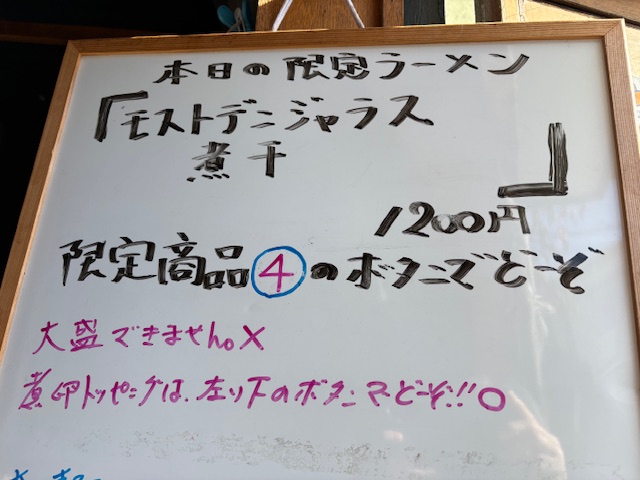 本日の限定ラーメン
「モストデンジャラス
煮干
」
1200円
限定商品④のボタンでどーぞ
大盛できません。×
煮卵トッピングは、左り下のボタンでどーぞ!!○